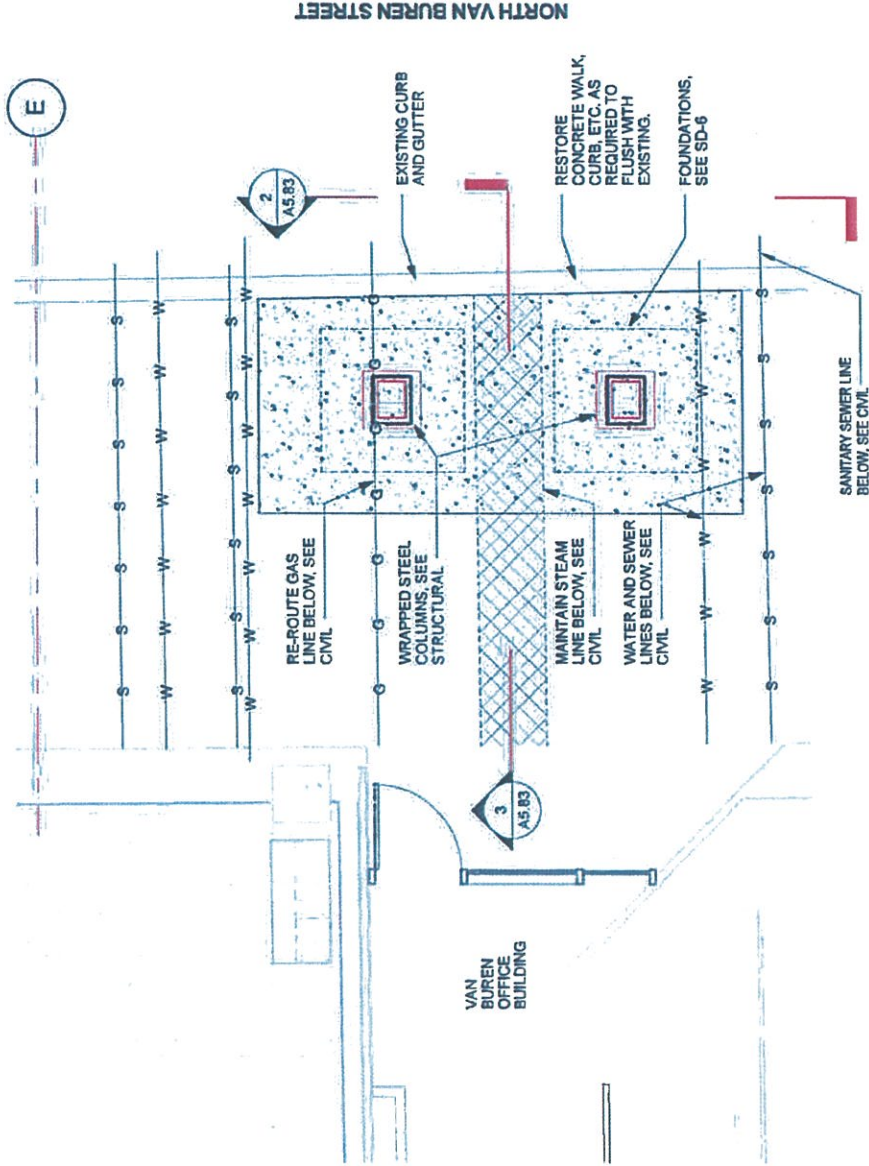 NORTH VAN BUREN STREET
E
2
A5.83
EXISTING CURB
AND GUTTER
RESTORE
CONCRETE WALK,
CURB, ETC. AS
REQUIRED TO
FLUSH WITH
EXISTING.
FOUNDATIONS,
SEE SD-6
S S S S S
W W W W W W
S S S S S
W W W W W W W
G G G G G G
RE-ROUTE GAS
LINE BELOW, SEE
CIVIL
WRAPPED STEEL
COLUMNS, SEE
STRUCTURAL
MAINTAIN STEAM
LINE BELOW, SEE
CIVIL
WATER AND SEWER
LINES BELOW, SEE
CIVIL
W W W W W W
S S S S S S
SANITARY SEWER LINE
BELOW, SEE CIVIL
3
A5.83
VAN
BUREN
OFFICE
BUILDING